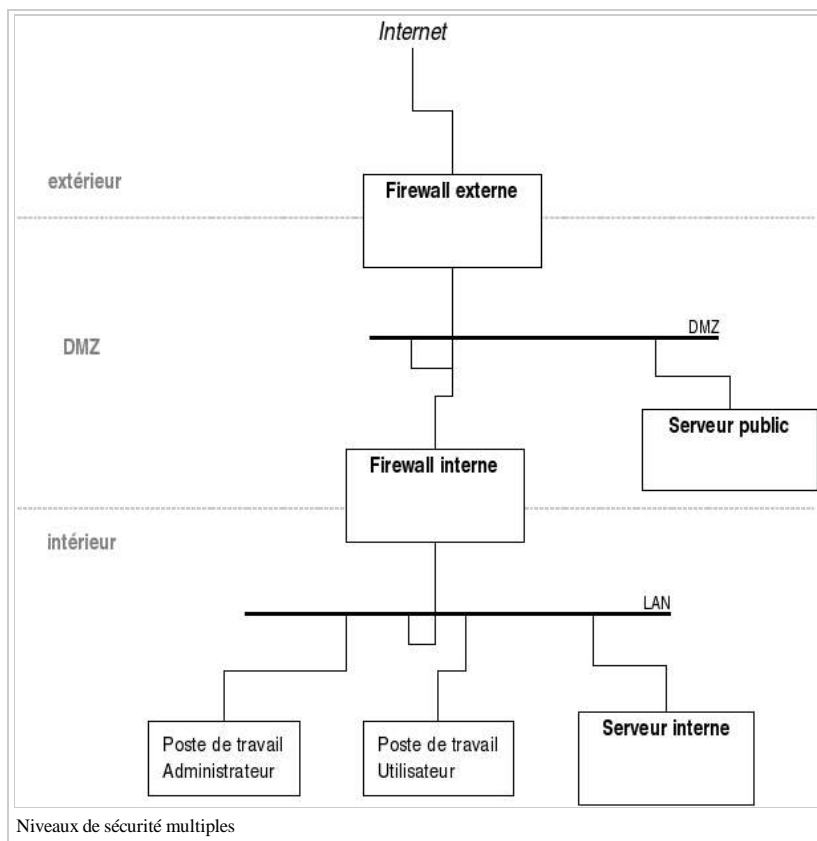 Internet
extérieur
Firewall externe
DMZ
DMZ
Serveur public
Firewall interne
intérieur
LAN
Poste de travail
Administrateur
Poste de travail
Utilisateur
Serveur interne
Niveaux de sécurité multiples